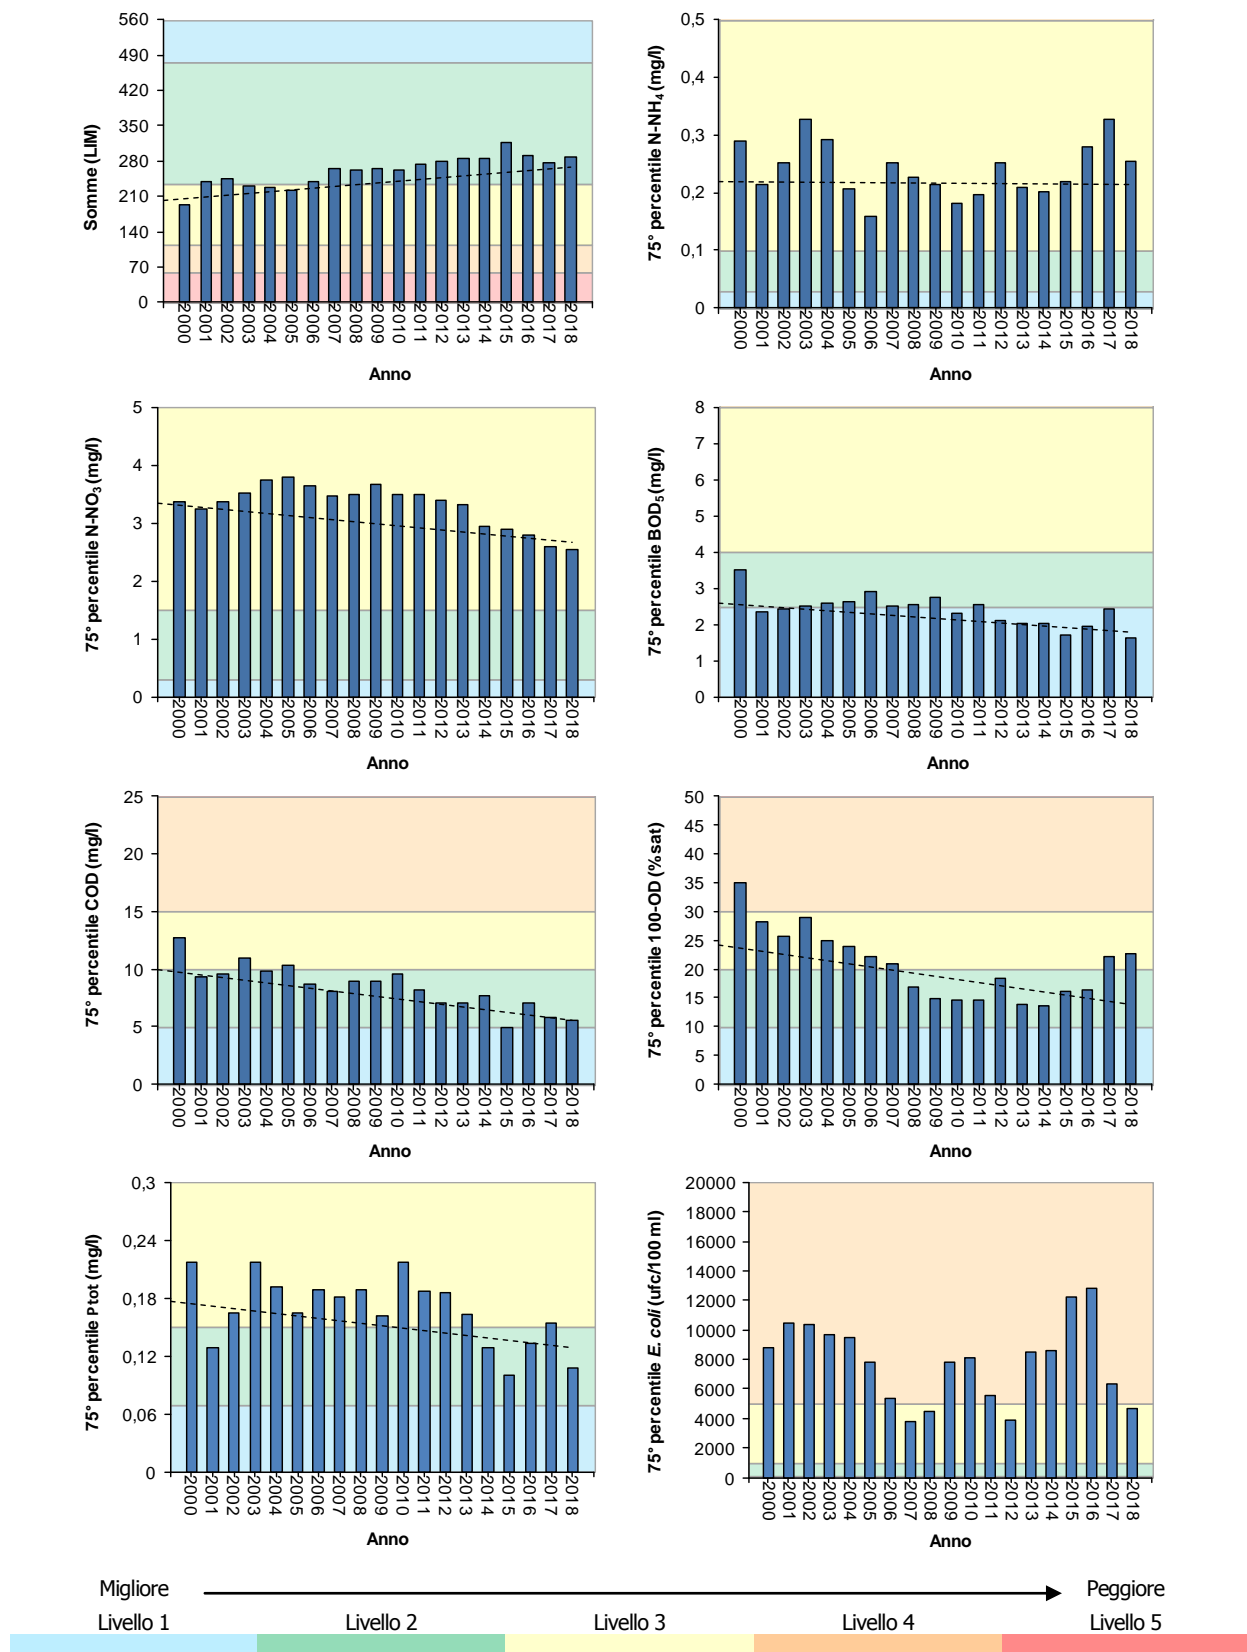 560
490
420
350
280
210
140
70
0
Somme (LIM)
2000 2001 2002 2003 2004 2005 2006 2007 2008 2009 2010 2011 2012 2013 2014 2015 2016 2017 2018
Anno
0,5
0,4
0,3
0,2
0,1
0
75° percentile N-NH₄ (mg/l)
2000 2001 2002 2003 2004 2005 2006 2007 2008 2009 2010 2011 2012 2013 2014 2015 2016 2017 2018
Anno
5
4
3
2
1
0
75° percentile N-NO₃ (mg/l)
2000 2001 2002 2003 2004 2005 2006 2007 2008 2009 2010 2011 2012 2013 2014 2015 2016 2017 2018
Anno
8
7
6
5
4
3
2
1
0
75° percentile BOD₅ (mg/l)
2000 2001 2002 2003 2004 2005 2006 2007 2008 2009 2010 2011 2012 2013 2014 2015 2016 2017 2018
Anno
25
20
15
10
5
0
75° percentile COD (mg/l)
2000 2001 2002 2003 2004 2005 2006 2007 2008 2009 2010 2011 2012 2013 2014 2015 2016 2017 2018
Anno
50
45
40
35
30
25
20
15
10
5
0
75° percentile 100-OD (% sat)
2000 2001 2002 2003 2004 2005 2006 2007 2008 2009 2010 2011 2012 2013 2014 2015 2016 2017 2018
Anno
0,3
0,24
0,18
0,12
0,06
0
75° percentile Ptot (mg/l)
2000 2001 2002 2003 2004 2005 2006 2007 2008 2009 2010 2011 2012 2013 2014 2015 2016 2017 2018
Anno
20000
18000
16000
14000
12000
10000
8000
6000
4000
2000
0
75° percentile E. coli (ufc/100 ml)
2000 2001 2002 2003 2004 2005 2006 2007 2008 2009 2010 2011 2012 2013 2014 2015 2016 2017 2018
Anno
Migliore Peggiore
Livello 1 Livello 2 Livello 3 Livello 4 Livello 5